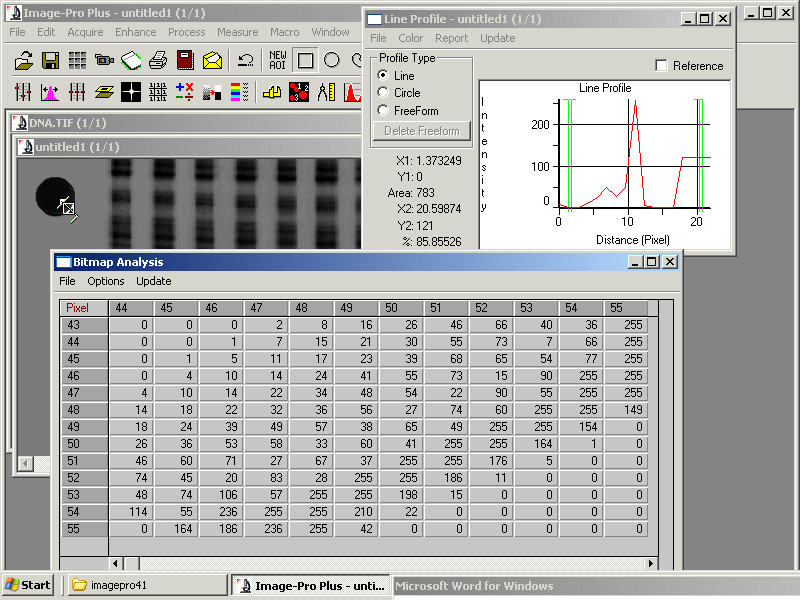 Image-Pro Plus - untitled1 (1/1)
File Edit Acquire Enhance Process Measure Macro Window
NEW AOI
DNA.TIF (1/1)
untitled1 (1/1)
Line Profile - untitled1 (1/1)
File Color Report Update
Profile Type
Line
Circle
FreeForm
Delete Freeform
Reference
X1: 1.373249
Y1: 0
Area: 783
X2: 20.59874
Y2: 121
%: 85.85526
Line Profile
Intensity
200
100
0
0 10 20
Distance (Pixel)
Bitmap Analysis
File Options Update
Pixel 44 45 46 47 48 49 50 51 52 53 54 55
43 0 0 0 2 8 16 26 46 66 40 36 255
44 0 0 1 7 15 21 30 55 73 7 66 255
45 0 1 5 11 17 23 39 68 65 54 77 255
46 0 4 10 14 24 41 55 73 15 90 255 255
47 4 10 14 22 34 48 54 22 90 55 255 255
48 14 18 22 32 36 56 27 74 60 255 255 149
49 18 24 39 49 57 38 65 49 255 255 154 0
50 26 36 53 58 33 60 41 255 255 164 1 0
51 46 60 71 27 67 37 255 255 176 5 0 0
52 74 45 20 83 28 255 255 186 11 0 0 0
53 48 74 106 57 255 255 198 15 0 0 0 0
54 114 55 236 255 255 210 22 0 0 0 0 0
55 0 164 186 236 255 42 0 0 0 0 0 0
Start imagepro41 Image-Pro Plus - unti... Microsoft Word for Windows